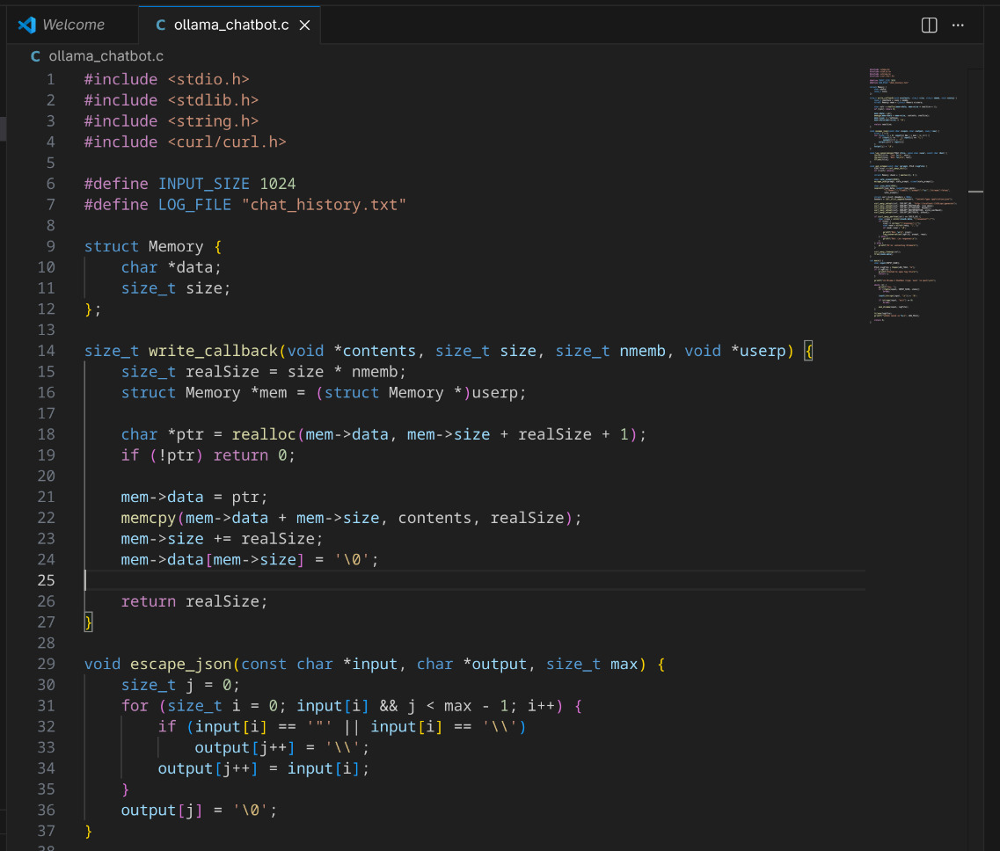 Welcome
C ollama_chatbot.c
C ollama_chatbot.c
1 #include <stdio.h>
2 #include <stdlib.h>
3 #include <string.h>
4 #include <curl/curl.h>
5
6 #define INPUT_SIZE 1024
7 #define LOG_FILE "chat_history.txt"
8
9 struct Memory {
10     char *data;
11     size_t size;
12 };
13
14 size_t write_callback(void *contents, size_t size, size_t nmemb, void *userp) {
15     size_t realSize = size * nmemb;
16     struct Memory *mem = (struct Memory *)userp;
17
18     char *ptr = realloc(mem->data, mem->size + realSize + 1);
19     if (!ptr) return 0;
20
21     mem->data = ptr;
22     memcpy(mem->data + mem->size, contents, realSize);
23     mem->size += realSize;
24     mem->data[mem->size] = '\0';
25
26     return realSize;
27 }
28
29 void escape_json(const char *input, char *output, size_t max) {
30     size_t j = 0;
31     for (size_t i = 0; input[i] && j < max - 1; i++) {
32         if (input[i] == '"' || input[i] == '\\')
33             output[j++] = '\\';
34         output[j++] = input[i];
35     }
36     output[j] = '\0';
37 }
38